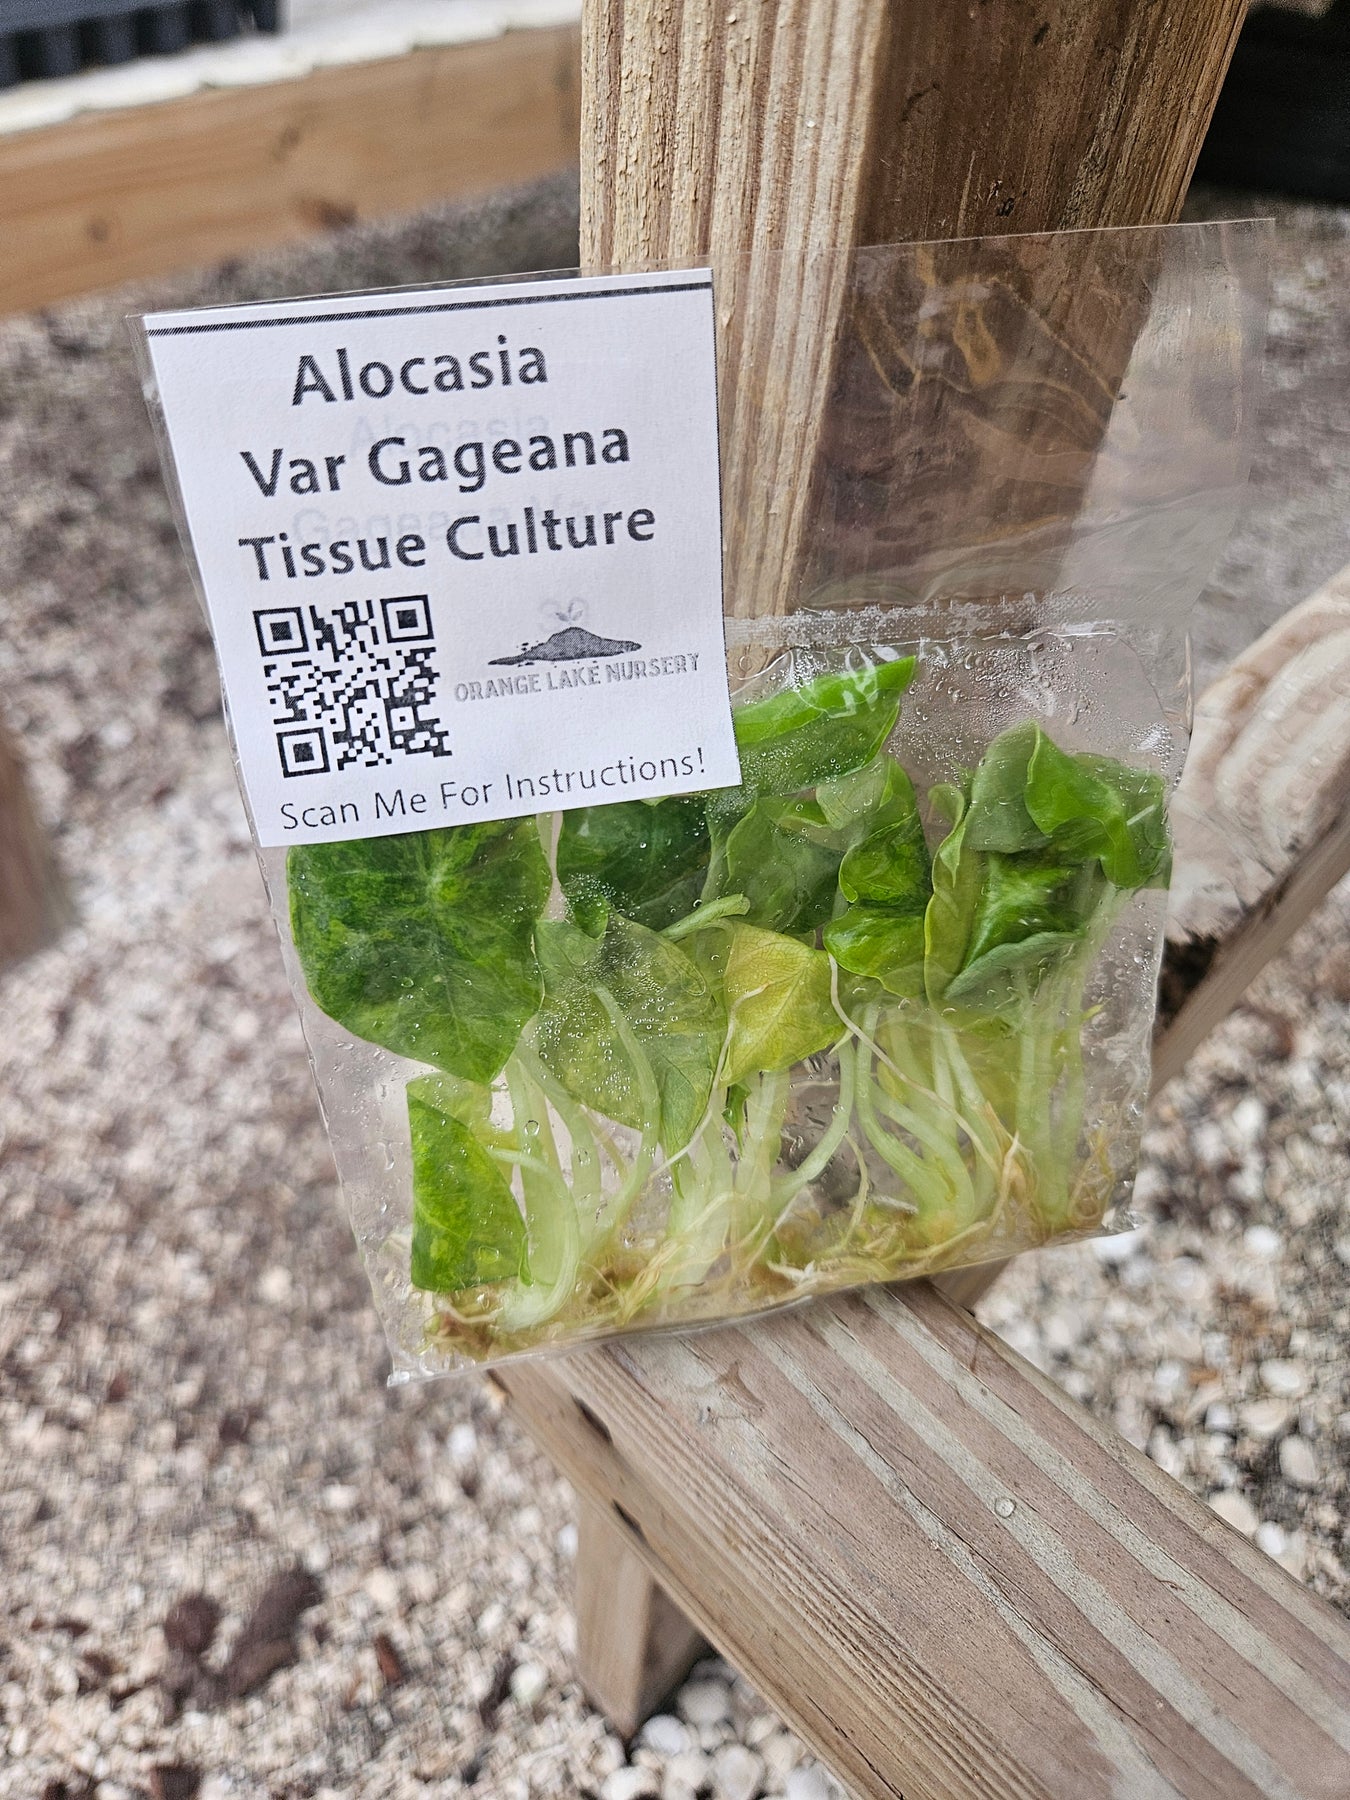 Alocasia
Var Gageana
Tissue Culture
ORANGE LAKE NURSERY
Scan Me For Instructions!